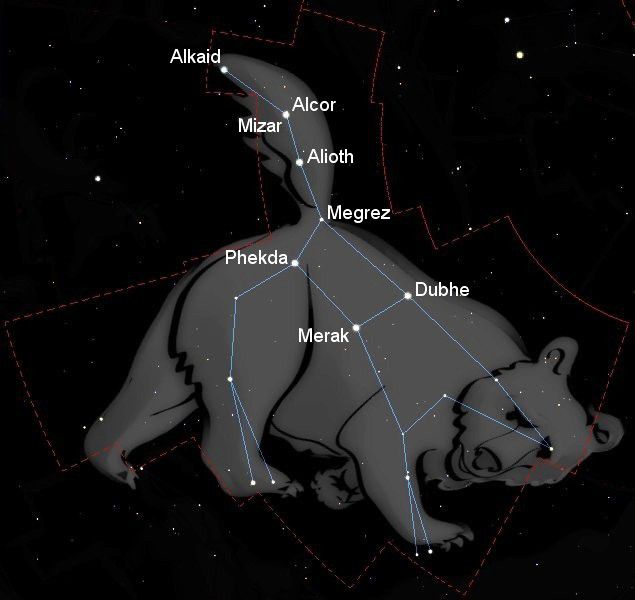 Alkaid
Alcor
Mizar
Alioth
Megrez
Phekda
Dubhe
Merak